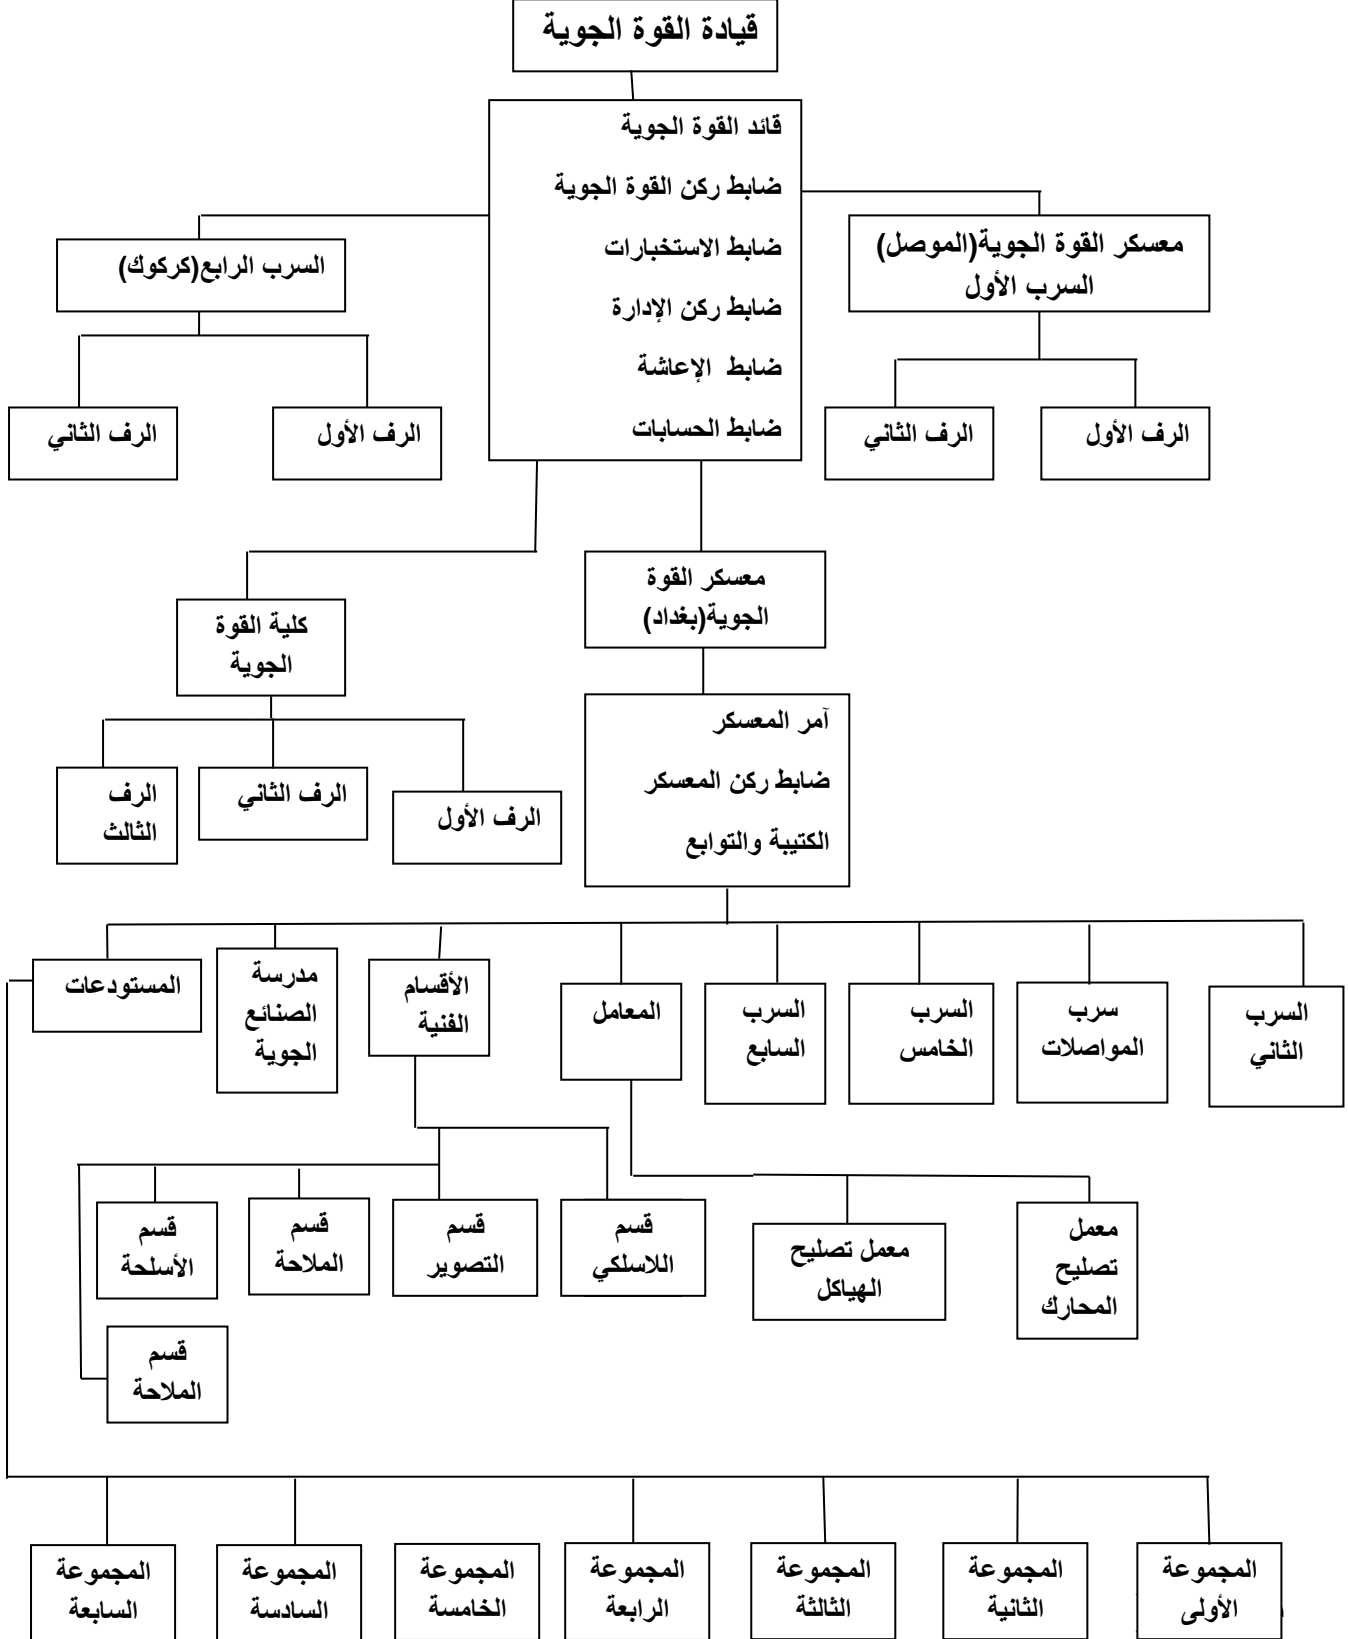 قيادة القوة الجوية
قائد القوة الجوية
ضابط ركن القوة الجوية
ضابط الاستخبارات
ضابط ركن الإدارة
ضابط الإعاشة
ضابط الحسابات
معسكر القوة الجوية(الموصل)
السرب الأول
السرب الرابع(كركوك)
الرف الأول
الرف الثاني
الرف الأول
الرف الثاني
معسكر القوة
الجوية(بغداد)
كلية القوة
الجوية
آمر المعسكر
ضابط ركن المعسكر
الكتيبة والتوابع
الرف الأول
الرف الثاني
الرف
الثالث
السرب
الثاني
سرب
المواصلات
السرب
الخامس
السرب
السابع
المعامل
الأقسام
الفنية
مدرسة
الصنائع
الجوية
المستودعات
معمل
تصليح
المحارك
معمل تصليح
الهياكل
قسم
اللاسلكي
قسم
التصوير
قسم
الملاحة
قسم
الأسلحة
قسم
الملاحة
المجموعة
الأولى
المجموعة
الثانية
المجموعة
الثالثة
المجموعة
الرابعة
المجموعة
الخامسة
المجموعة
السادسة
المجموعة
السابعة